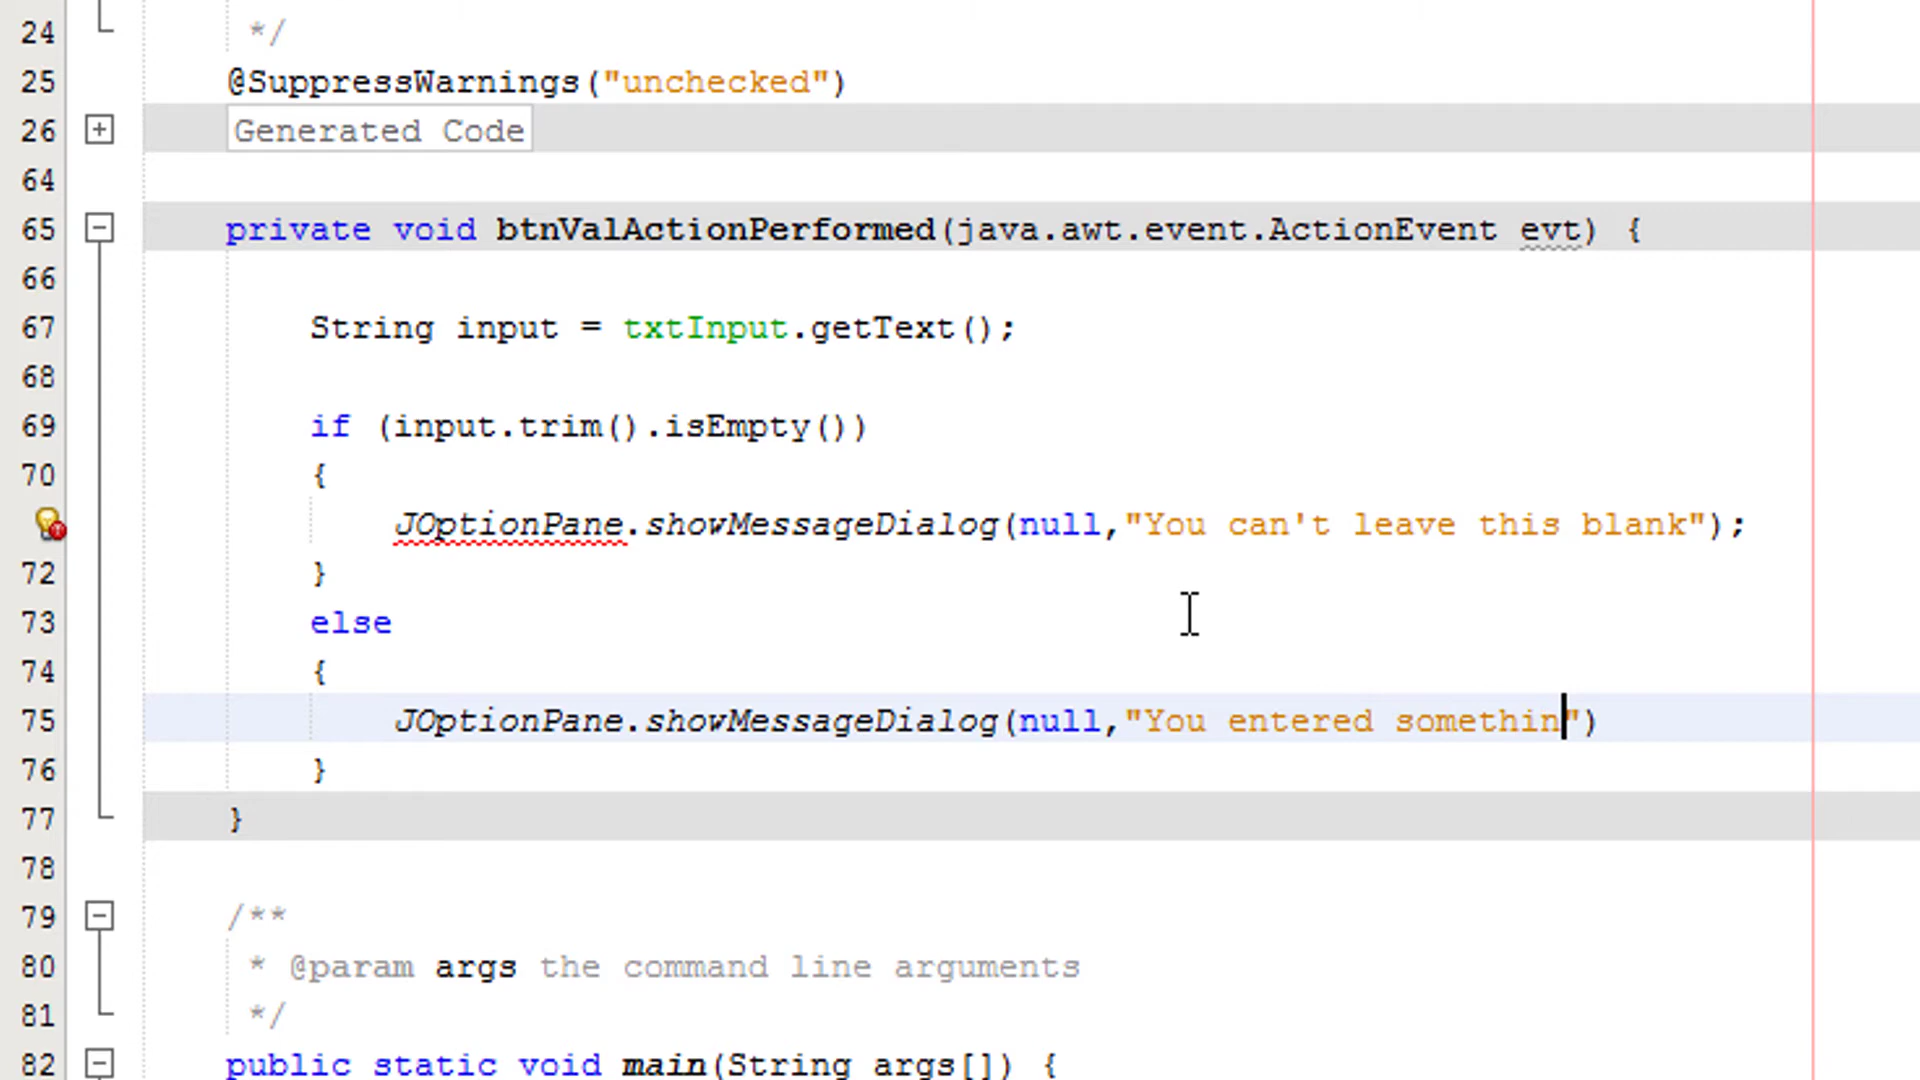 24 */
25 @SuppressWarnings("unchecked")
26 Generated Code
64
65 private void btnValActionPerformed(java.awt.event.ActionEvent evt) {
66
67 String input = txtInput.getText();
68
69 if (input.trim().isEmpty())
70 {
JOptionPane.showMessageDialog(null,"You can't leave this blank");
72 }
73 else
74 {
75 JOptionPane.showMessageDialog(null,"You entered somethin")
76 }
77 }
78
79 /**
80 * @param args the command line arguments
81 */
82 public static void main(String args[]) {